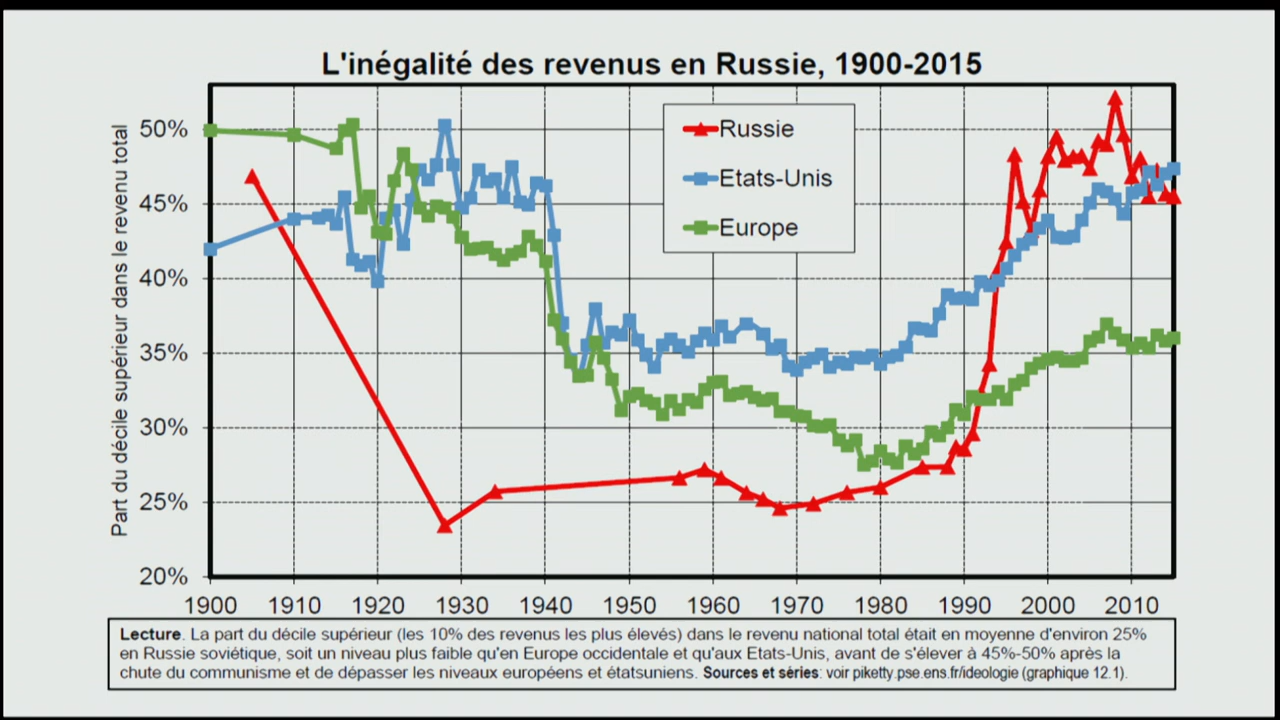 L'inégalité des revenus en Russie, 1900-2015
Part du décile supérieur dans le revenu total
50%
45%
40%
35%
30%
25%
20%
Russie
Etats-Unis
Europe
1900 1910 1920 1930 1940 1950 1960 1970 1980 1990 2000 2010
Lecture. La part du décile supérieur (les 10% des revenus les plus élevés) dans le revenu national total était en moyenne d'environ 25%
en Russie soviétique, soit un niveau plus faible qu'en Europe occidentale et qu'aux Etats-Unis, avant de s'élever à 45%-50% après la
chute du communisme et de dépasser les niveaux européens et étatsuniens. Sources et séries: voir piketty.pse.ens.fr/ideologie (graphique 12.1).